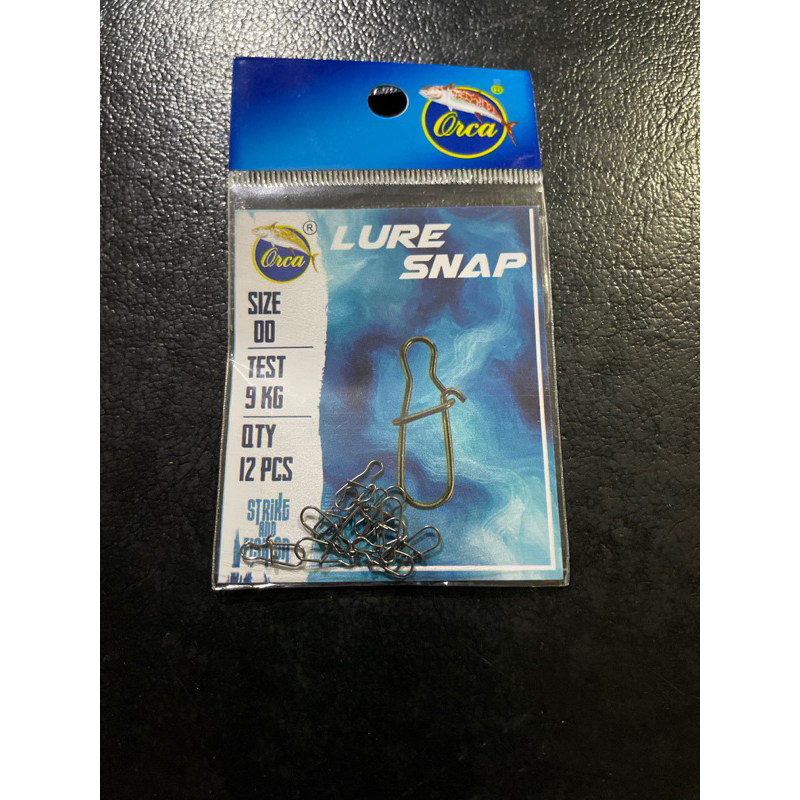 Orca
®
Orca
®
LURE
SNAP
SIZE
00
TEST
9 KG
QTY
12 PCS
STRIKE
AND